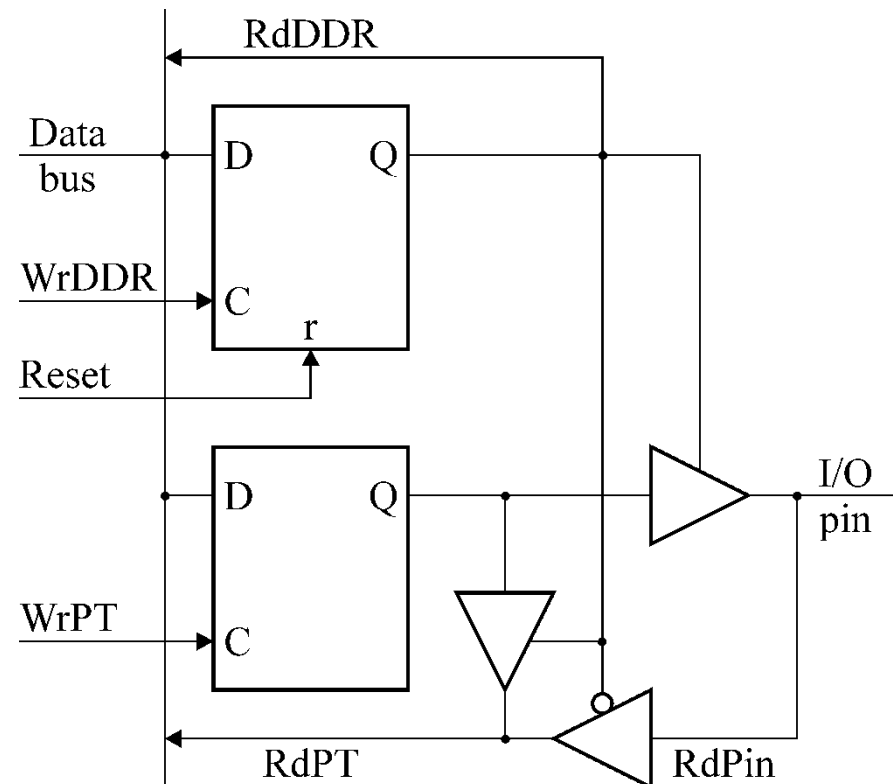 RdDDR
Data
bus
D
Q
WrDDR
C
r
Reset
D
Q
I/O
pin
WrPT
C
RdPT
RdPin